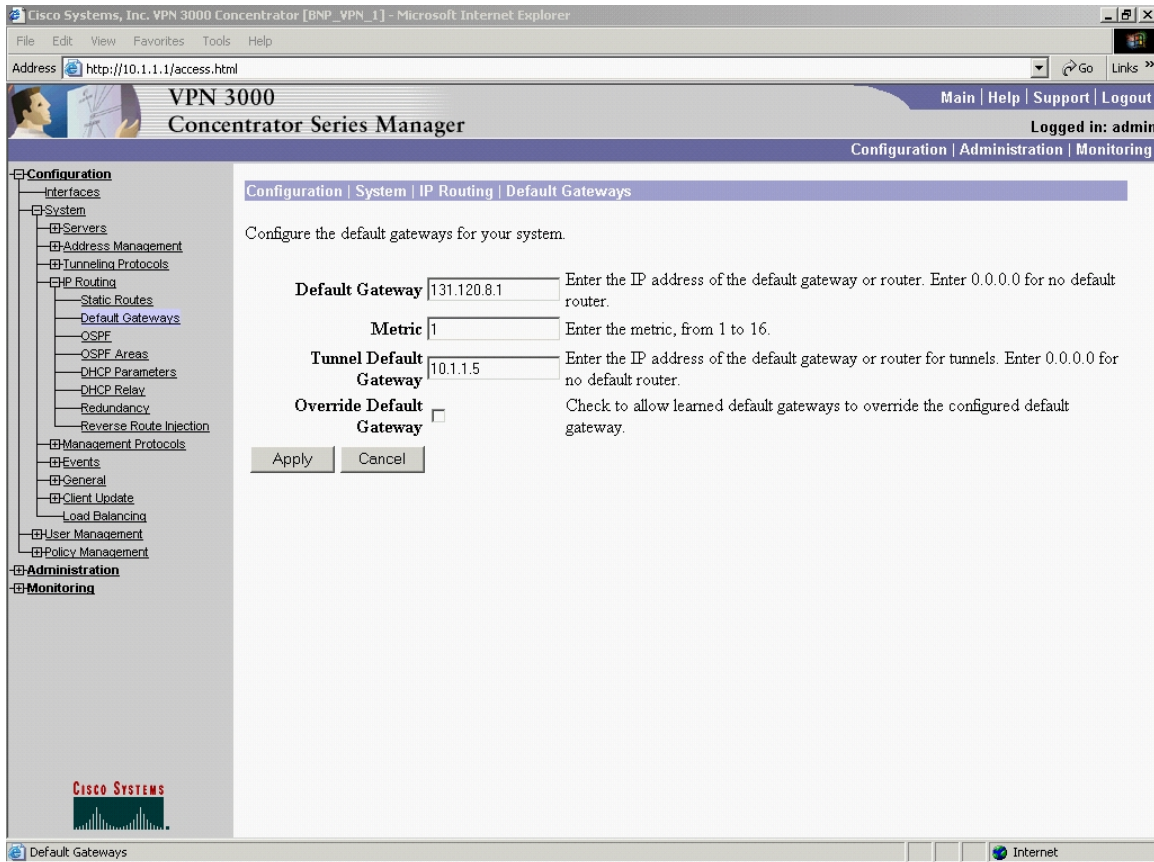 Cisco Systems, Inc. VPN 3000 Concentrator [BNP_VPN_1] - Microsoft Internet Explorer
File Edit View Favorites Tools Help
Address http://10.1.1.1/access.html Go Links »
VPN 3000
Concentrator Series Manager
Main | Help | Support | Logout
Logged in: admin
Configuration | Administration | Monitoring
Configuration
Interfaces
System
Servers
Address Management
Tunneling Protocols
IP Routing
Static Routes
Default Gateways
OSPF
OSPF Areas
DHCP Parameters
DHCP Relay
Redundancy
Reverse Route Injection
Management Protocols
Events
General
Client Update
Load Balancing
User Management
Policy Management
Administration
Monitoring
CISCO SYSTEMS
Configuration | System | IP Routing | Default Gateways
Configure the default gateways for your system.
Default Gateway 131.120.8.1 Enter the IP address of the default gateway or router. Enter 0.0.0.0 for no default
router.
Metric 1 Enter the metric, from 1 to 16.
Tunnel Default
Gateway 10.1.1.5 Enter the IP address of the default gateway or router for tunnels. Enter 0.0.0.0 for
no default router.
Override Default
Gateway Check to allow learned default gateways to override the configured default
gateway.
Apply Cancel
Default Gateways Internet